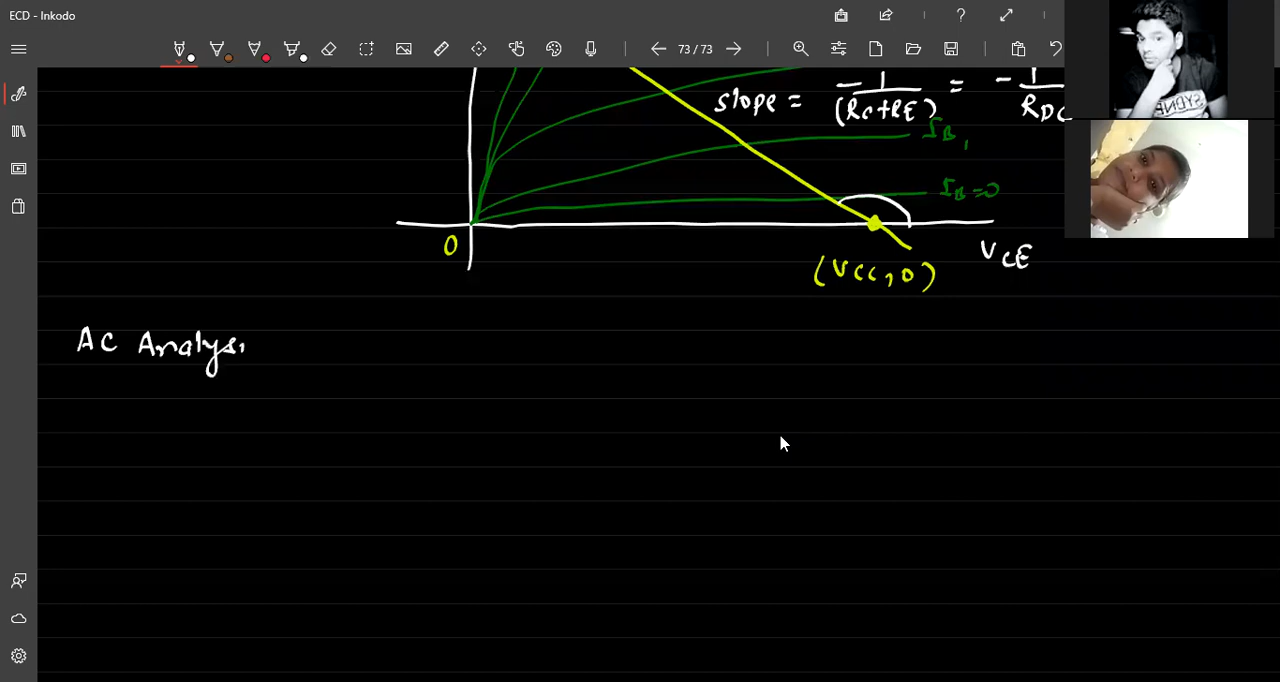 ECD - Inkodo
73 / 73
slope = -1/(RC+RE) = -1/RDC
IB1
IB=0
0
VCE
(VCC,0)
AC Analysi